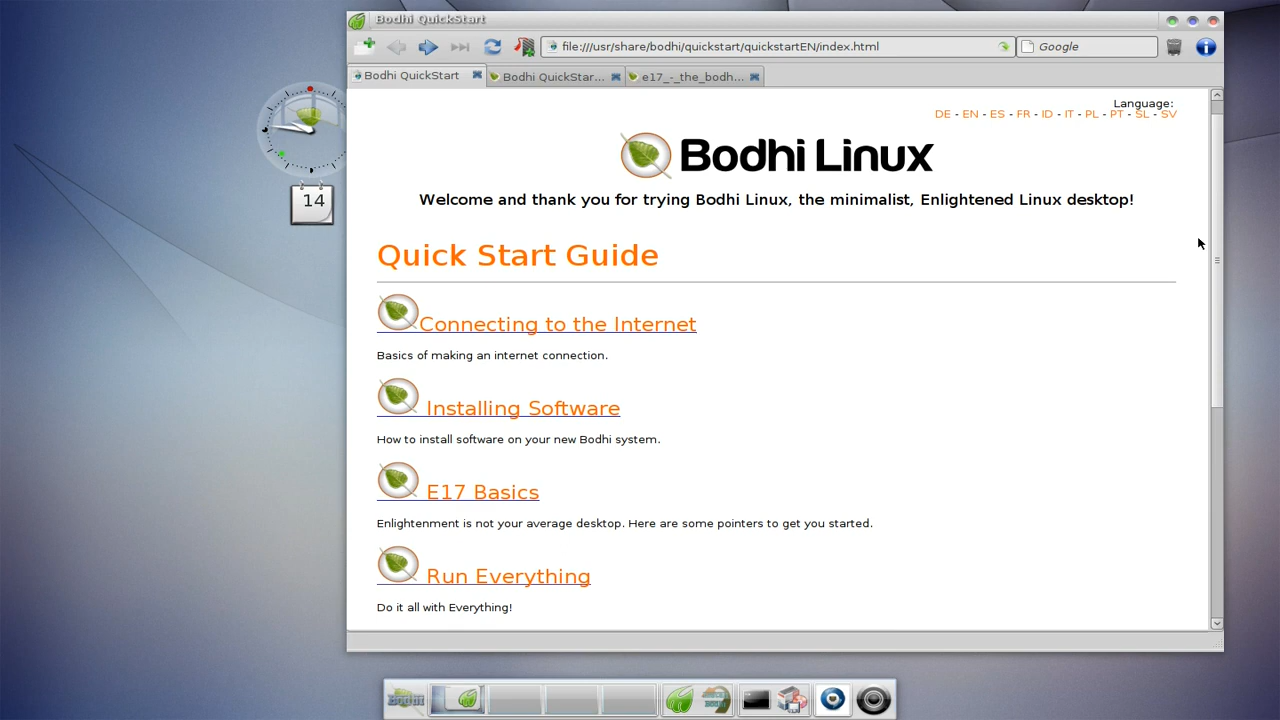 Bodhi QuickStart
file:///usr/share/bodhi/quickstart/quickstartEN/index.html
Google
Bodhi QuickStart
Bodhi QuickStar...
e17_-_the_bodh...
Language:
DE - EN - ES - FR - ID - IT - PL - PT - SL - SV
Bodhi Linux
Welcome and thank you for trying Bodhi Linux, the minimalist, Enlightened Linux desktop!
14
Quick Start Guide
Connecting to the Internet
Basics of making an internet connection.
Installing Software
How to install software on your new Bodhi system.
E17 Basics
Enlightenment is not your average desktop. Here are some pointers to get you started.
Run Everything
Do it all with Everything!
BODHI